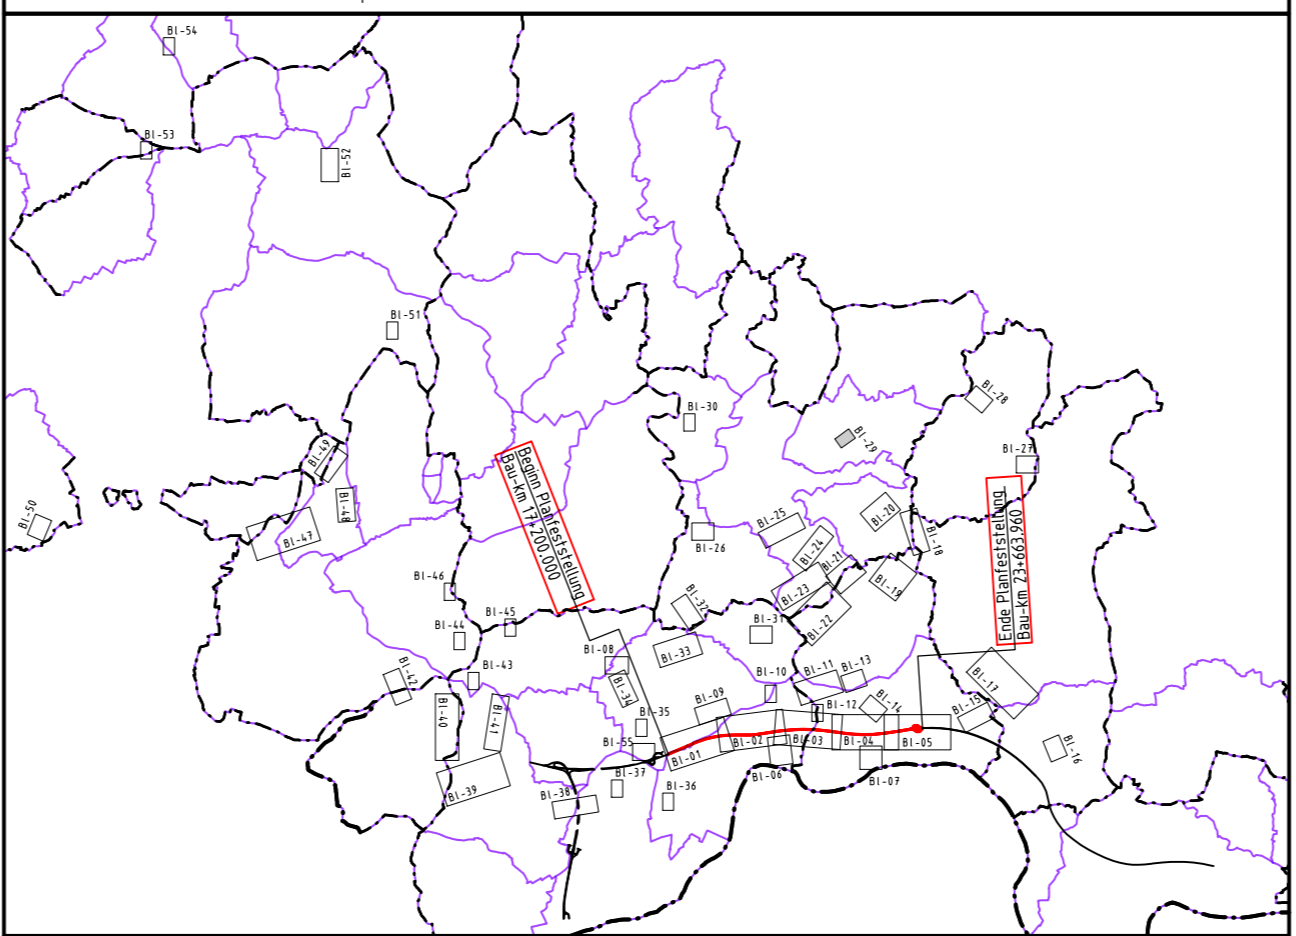 Bl-54
Bl-53
Bl-52
Bl-51
Bl-28
Bl-30
Bl-29
Bl-27
Bl-49
Bl-48
Bl-50
Bl-47
Beginn Planfeststellung
Bau-km 17+200.000
Ende Planfeststellung
Bau-km 23+663.960
Bl-20
Bl-25
Bl-18
Bl-26
Bl-24
Bl-21
Bl-19
Bl-23
Bl-22
Bl-46
Bl-45
Bl-44
Bl-32
Bl-31
Bl-33
Bl-08
Bl-43
Bl-42
Bl-34
Bl-10
Bl-11
Bl-13
Bl-17
Bl-09
Bl-12
Bl-14
Bl-15
Bl-40
Bl-41
Bl-35
Bl-55
Bl-01
Bl-02
Bl-03
Bl-04
Bl-05
Bl-16
Bl-06
Bl-07
Bl-37
Bl-36
Bl-39
Bl-38